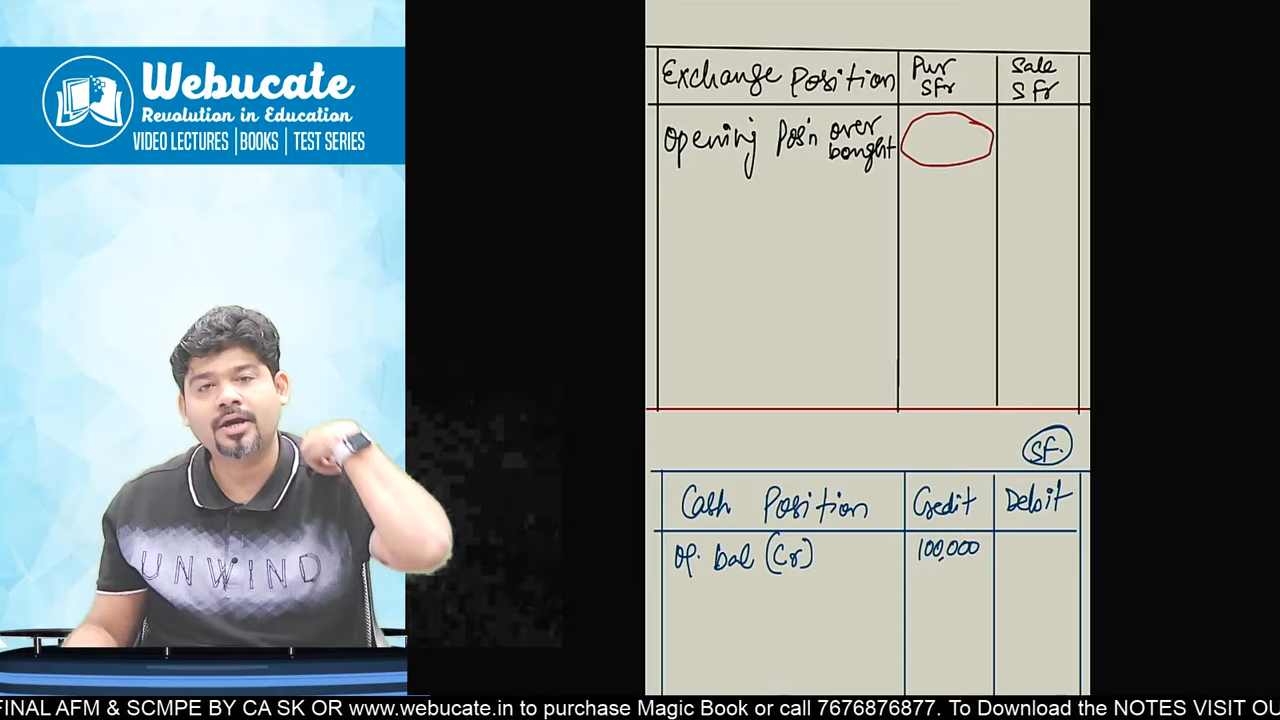 Webucate
Revolution in Education
VIDEO LECTURES | BOOKS | TEST SERIES
Exchange Position
Pur
SFr
Sale
SFr
Opening Pos'n over
bought
SF.
Cash Position
Credit
Debit
Op. bal (Cr)
100,000
UNWIND
FINAL AFM & SCMPE BY CA SK OR www.webucate.in to purchase Magic Book or call 7676876877. To Download the NOTES VISIT OU